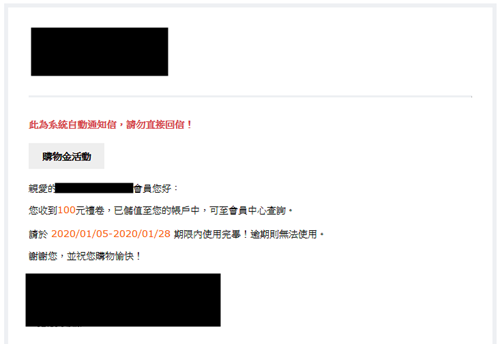 此為系統自動通知信，請勿直接回信！
購物金活動
親愛的會員您好：
您收到100元禮卷，已儲值至您的帳戶中，可至會員中心查詢。
請於 2020/01/05-2020/01/28 期限內使用完畢！逾期則無法使用。
謝謝您，並祝您購物愉快！